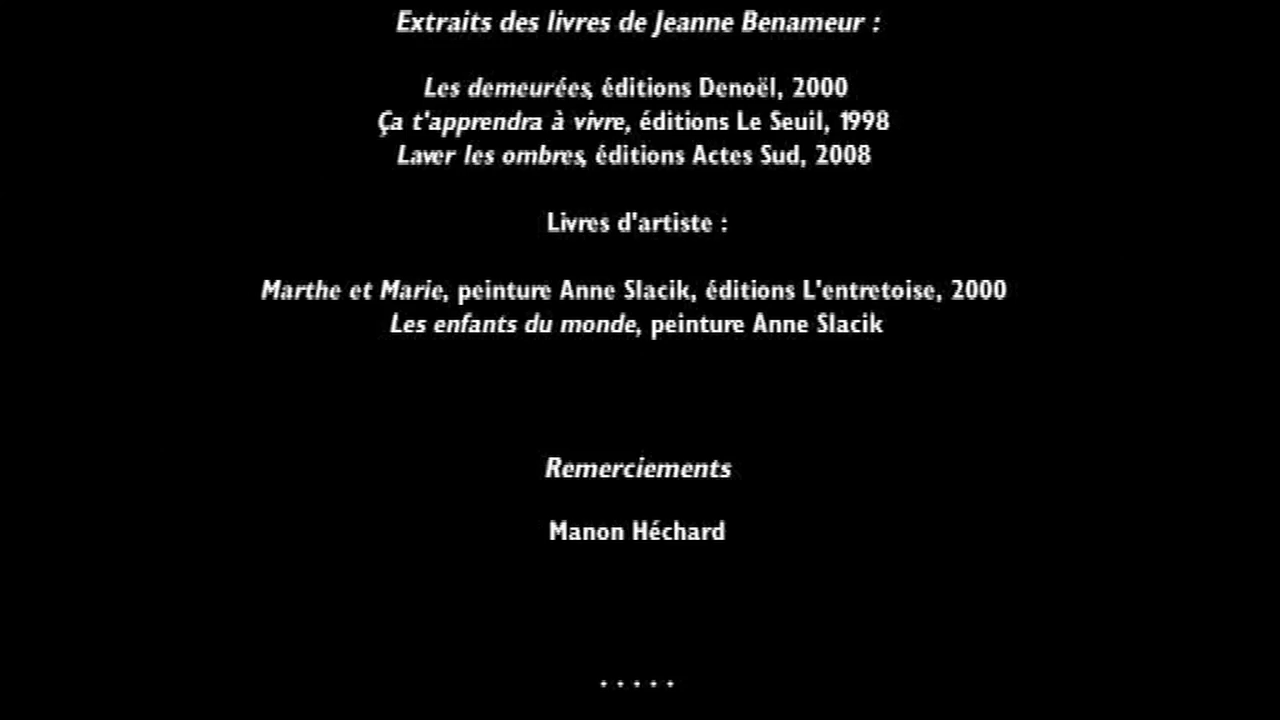 Extraits des livres de Jeanne Benameur :
Les demeurées, éditions Denoël, 2000
Ça t'apprendra à vivre, éditions Le Seuil, 1998
Laver les ombres, éditions Actes Sud, 2008
Livres d'artiste :
Marthe et Marie, peinture Anne Slacik, éditions L'entretoise, 2000
Les enfants du monde, peinture Anne Slacik
Remerciements
Manon Héchard
. . . . .